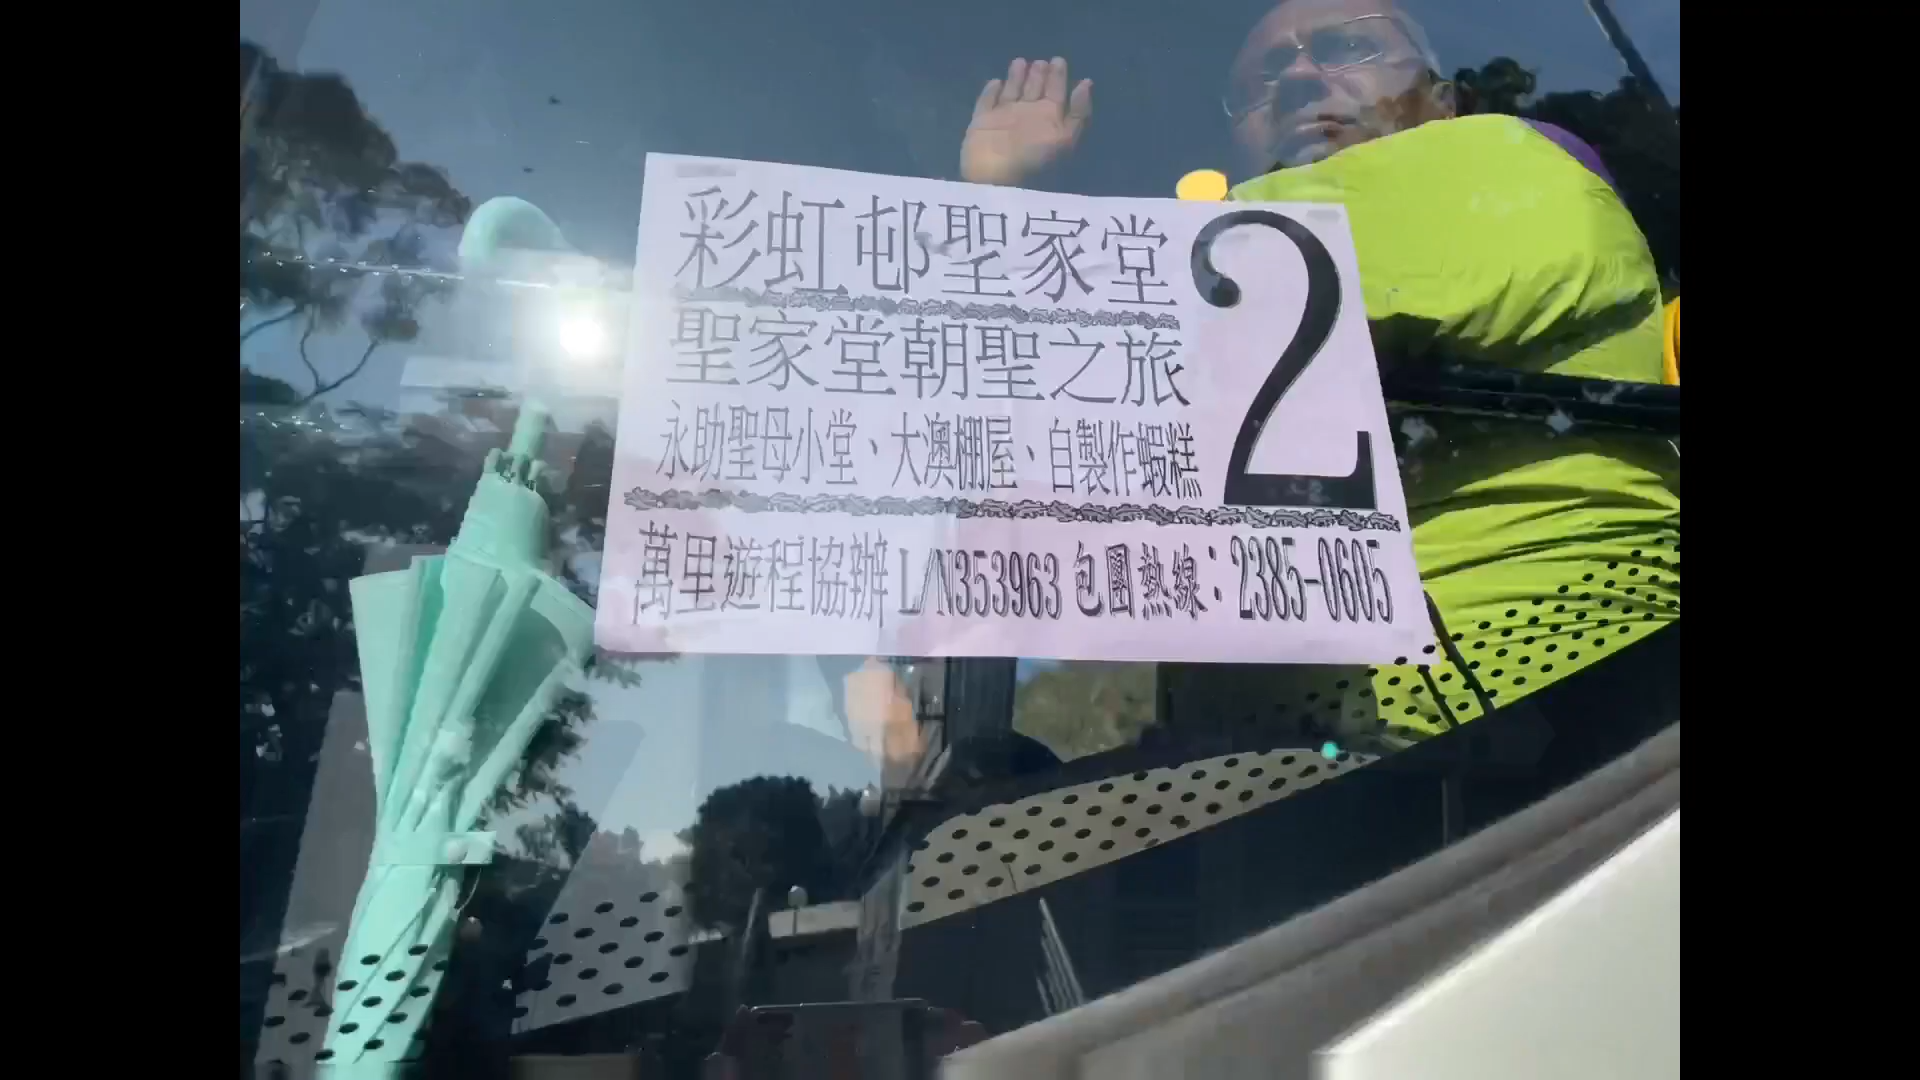 彩虹邨聖家堂
2
聖家堂朝聖之旅
永助聖母小堂、大澳棚屋、自製作蝦糕
萬里遊程協辦 L/N353963 包團熱線：2385-0605